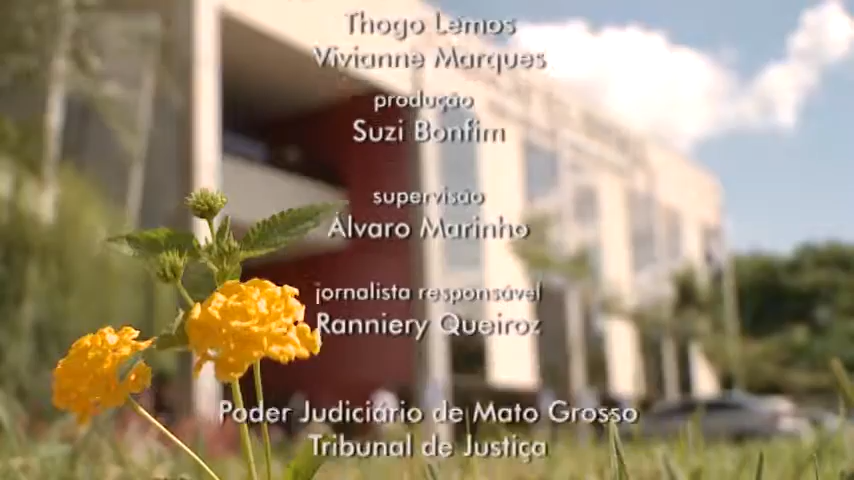 Thogo Lemos
Vivianne Marques
produção
Suzi Bonfim
supervisão
Álvaro Marinho
jornalista responsável
Ranniery Queiroz
Poder Judiciário de Mato Grosso
Tribunal de Justiça